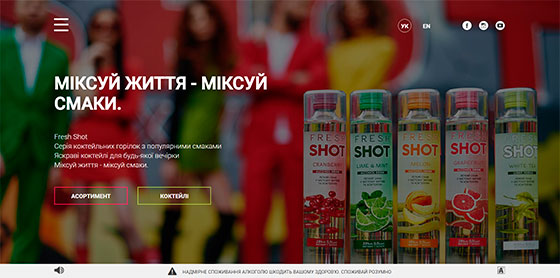 УК EN
МІКСУЙ ЖИТТЯ - МІКСУЙ
СМАКИ.
Fresh Shot
Серія коктейльних горілок з популярними смаками
Яскраві коктейлі для будь-якої вечірки
Міксуй життя - міксуй смаки.
АСОРТИМЕНТ КОКТЕЙЛІ
FRESH SHOT CRANBERRY
FRESH SHOT LIME & MINT
FRESH SHOT MELON
FRESH SHOT GRAPEFRUIT
FRESH SHOT WHITE TEA
НАДМІРНЕ СПОЖИВАННЯ АЛКОГОЛЮ ШКОДИТЬ ВАШОМУ ЗДОРОВ'Ю. СПОЖИВАЙ РОЗУМНО